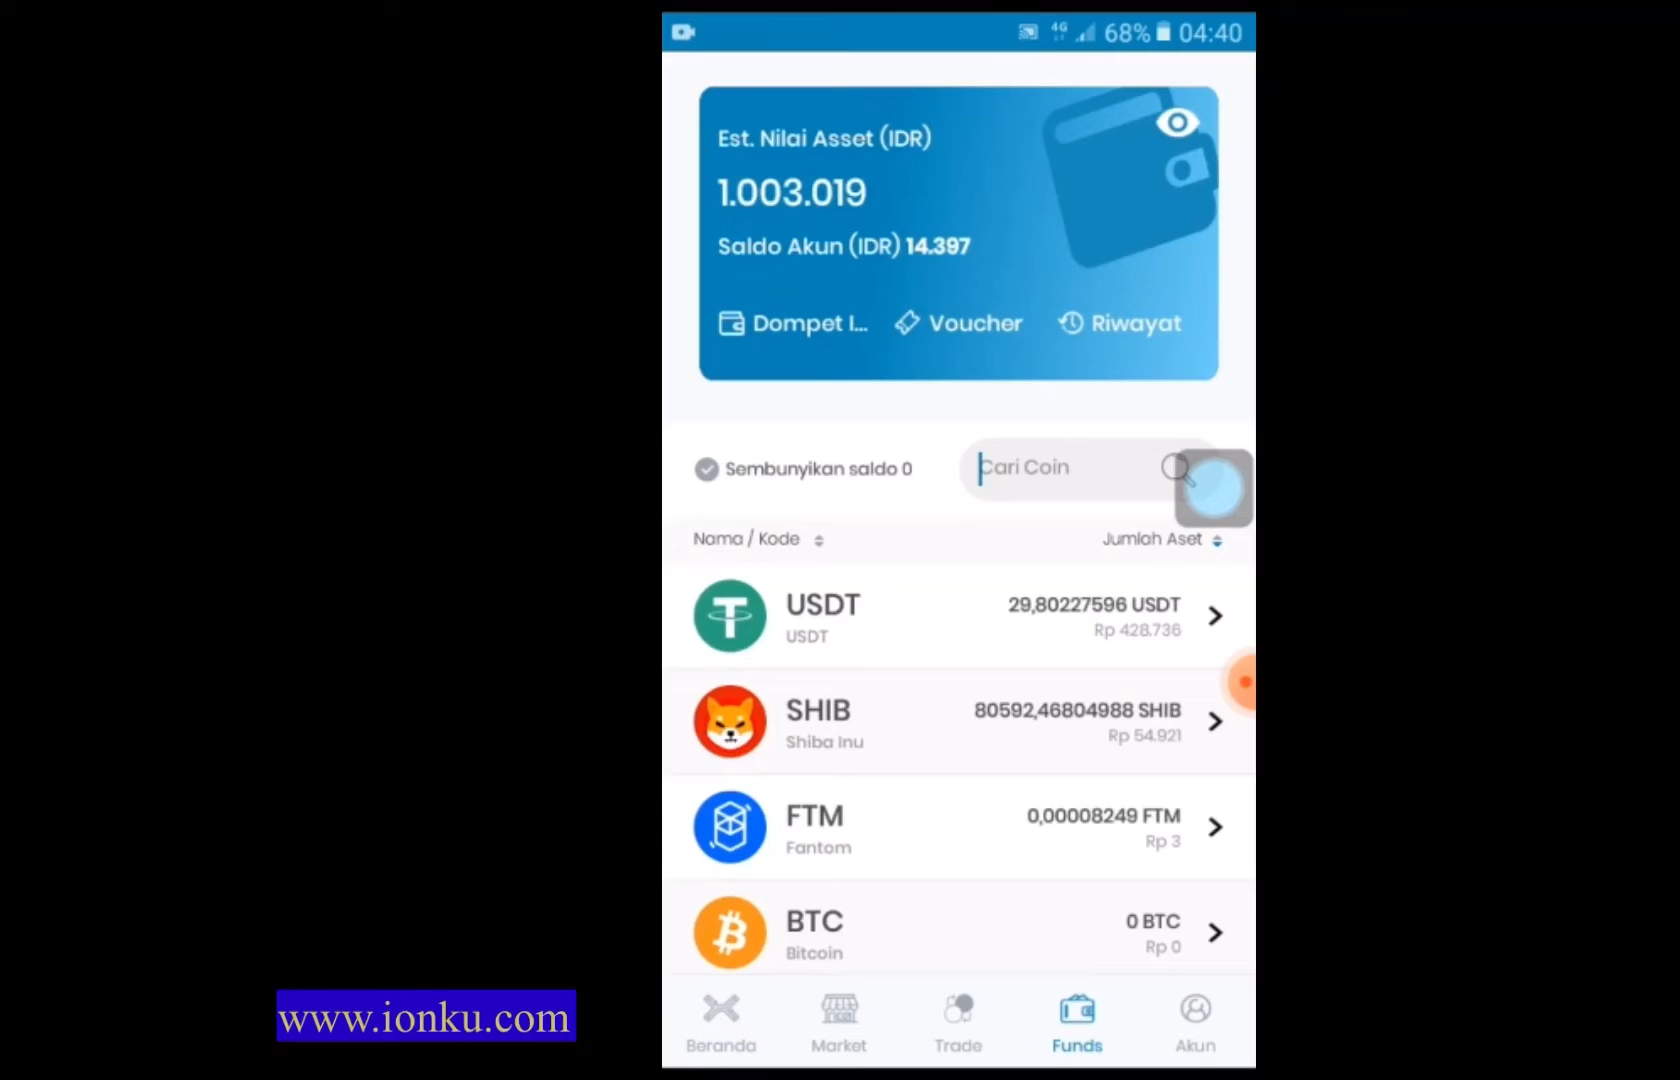 4G 68% 04:40
Est. Nilai Asset (IDR)
1.003.019
Saldo Akun (IDR) 14.397
Dompet I... Voucher Riwayat
Sembunyikan saldo 0 Cari Coin
Nama / Kode Jumlah Aset
USDT 29,80227596 USDT
USDT Rp 428.736
SHIB 80592,46804988 SHIB
Shiba Inu Rp 54.921
FTM 0,00008249 FTM
Fantom Rp 3
BTC 0 BTC
Bitcoin Rp 0
www.ionku.com
Beranda Market Trade Funds Akun